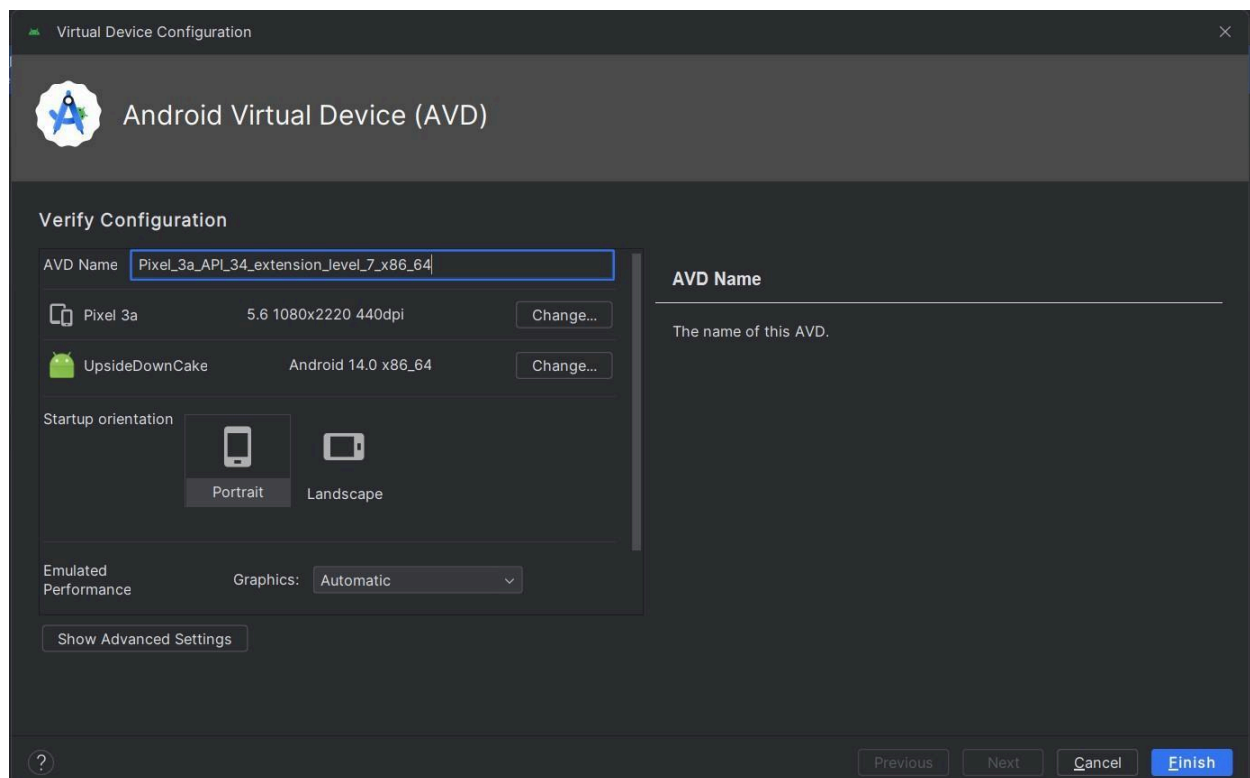 Virtual Device Configuration
Android Virtual Device (AVD)
Verify Configuration
AVD Name Pixel_3a_API_34_extension_level_7_x86_64
Pixel 3a 5.6 1080x2220 440dpi Change...
UpsideDownCake Android 14.0 x86_64 Change...
Startup orientation
Portrait Landscape
Emulated
Performance
Graphics: Automatic
Show Advanced Settings
AVD Name
The name of this AVD.
? Previous Next Cancel Finish